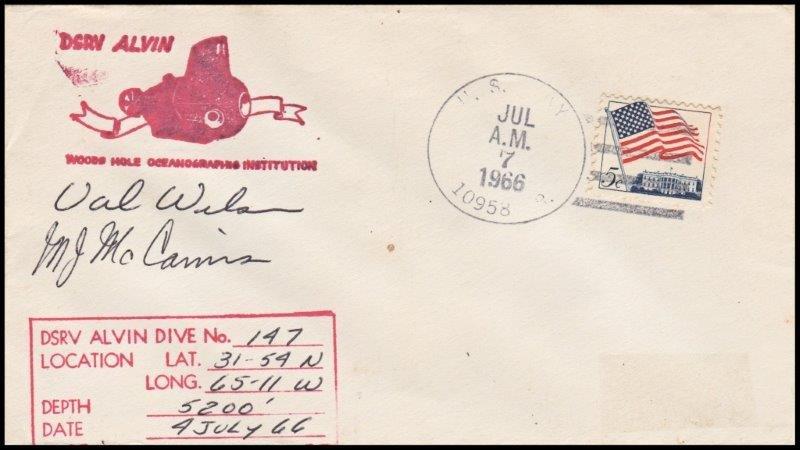 DSRV ALVIN
WOODS HOLE OCEANOGRAPHIC INSTITUTION
Val Wilson
MJ McCamis
U.S.
JUL
A.M.
7
1966
10958
5c
DSRV ALVIN DIVE No. 147
LOCATION LAT. 31-54 N
LONG. 65-11 W
DEPTH 5200'
DATE 4 JULY 66